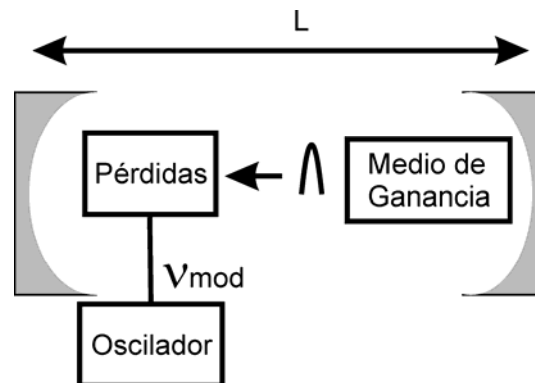 L
Pérdidas
Medio de
Ganancia
νmod
Oscilador